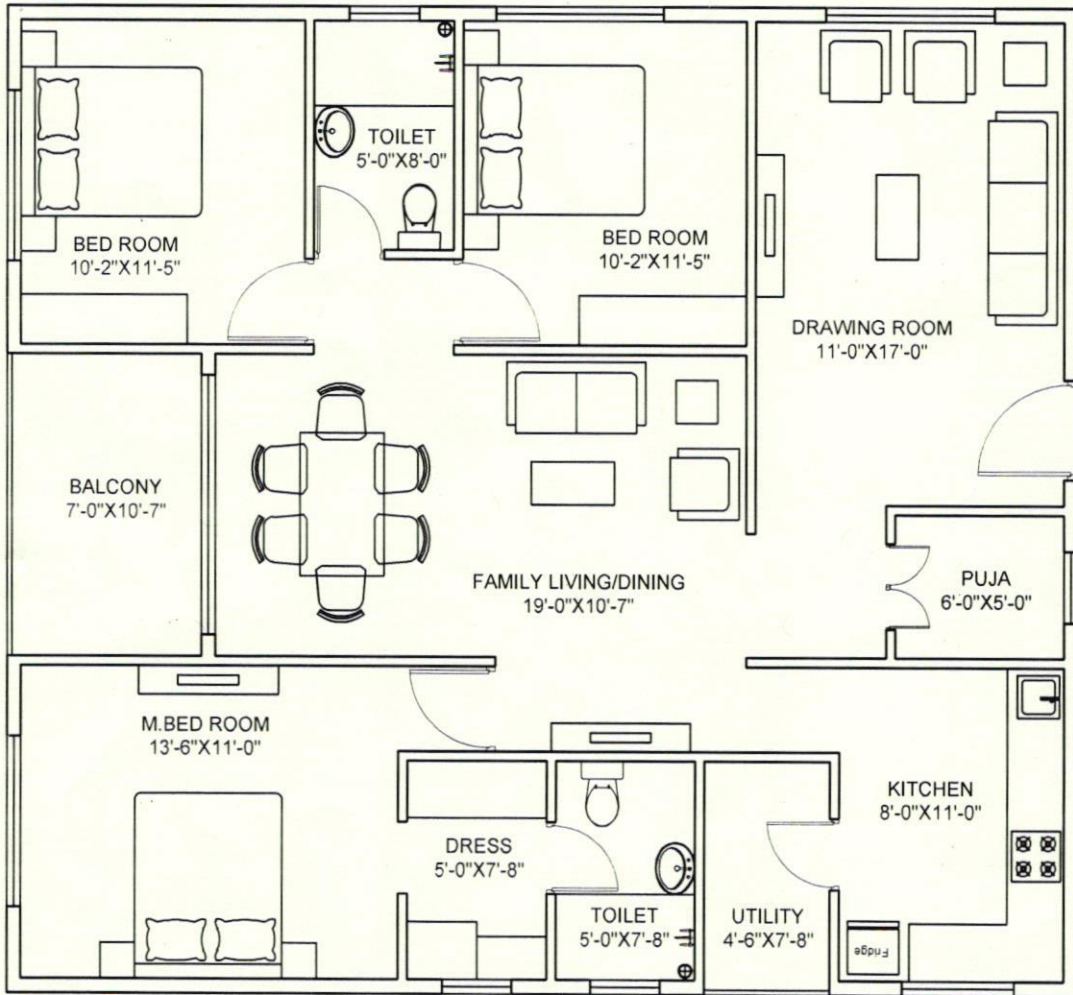 TOILET
5'-0"X8'-0"
BED ROOM
10'-2"X11'-5"
BED ROOM
10'-2"X11'-5"
DRAWING ROOM
11'-0"X17'-0"
BALCONY
7'-0"X10'-7"
FAMILY LIVING/DINING
19'-0"X10'-7"
PUJA
6'-0"X5'-0"
M.BED ROOM
13'-6"X11'-0"
KITCHEN
8'-0"X11'-0"
DRESS
5'-0"X7'-8"
TOILET
5'-0"X7'-8"
UTILITY
4'-6"X7'-8"
Fridge